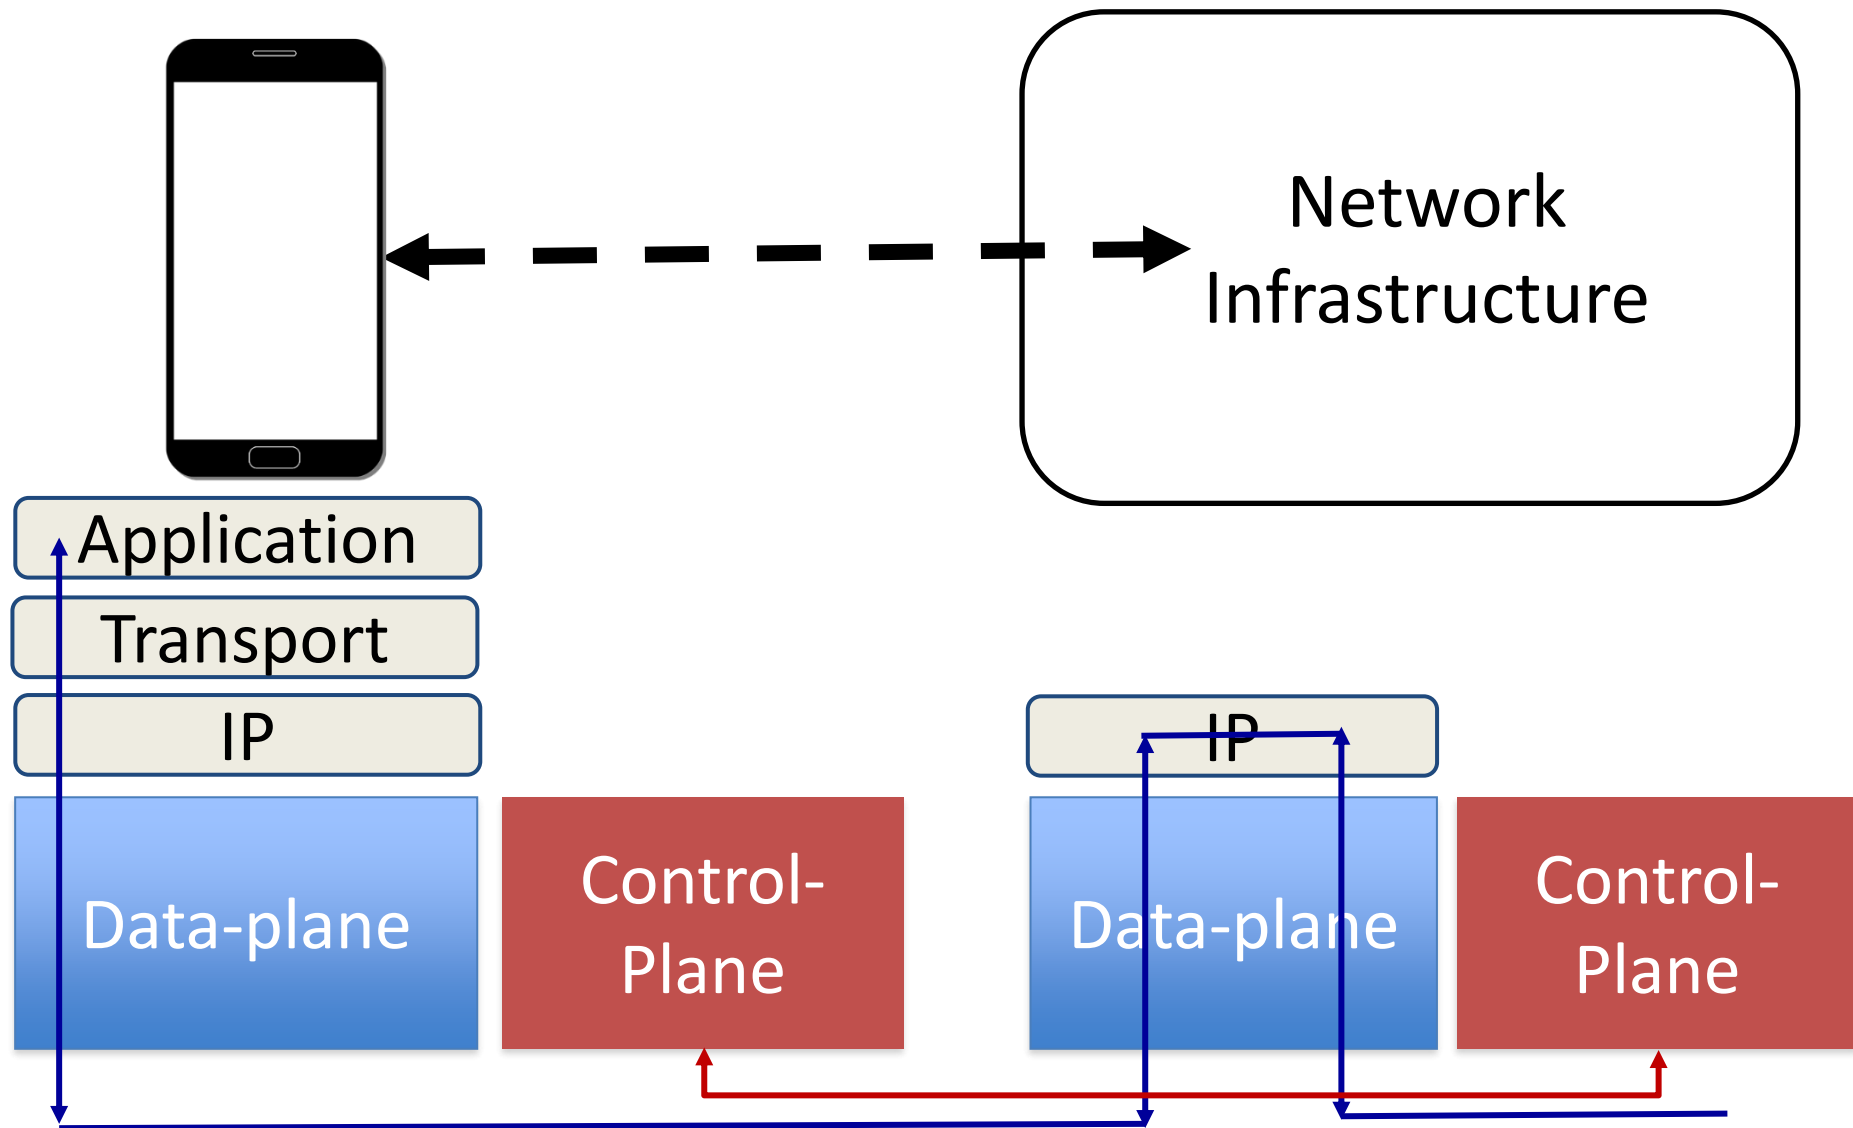 Network
Infrastructure
Application
Transport
IP
Data-plane
Control-
Plane
IP
Data-plane
Control-
Plane